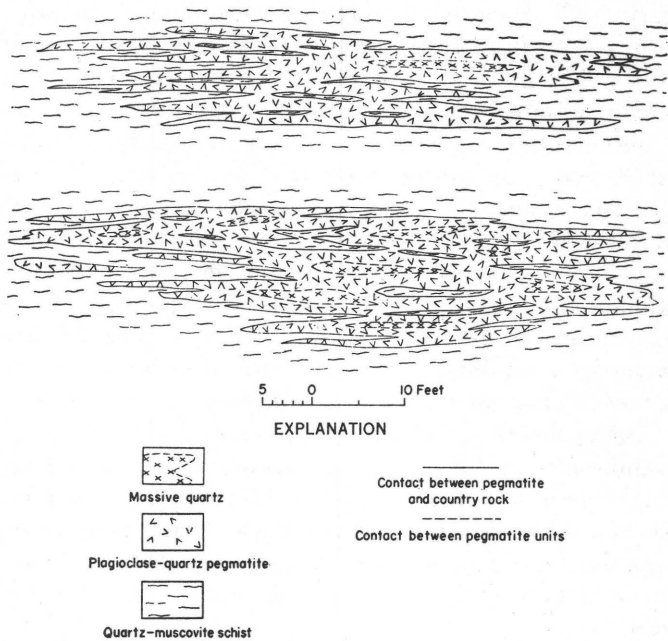 5 0 10 Feet
EXPLANATION
Massive quartz
Plagioclase-quartz pegmatite
Quartz-muscovite schist
Contact between pegmatite
and country rock
Contact between pegmatite units